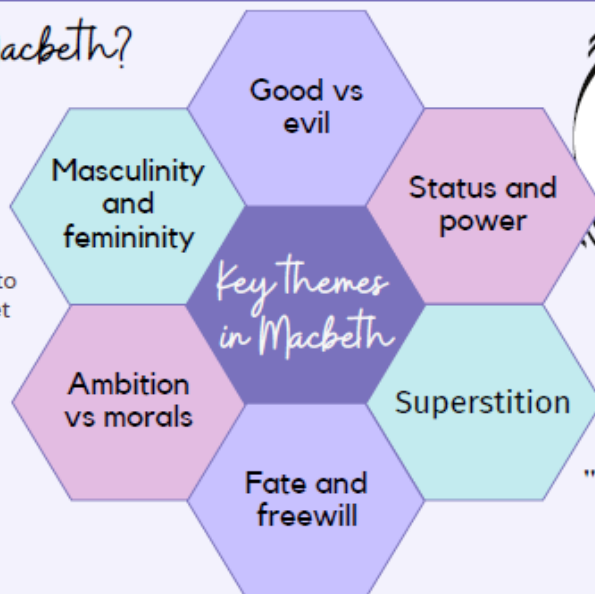 acbeth?
Good vs
evil
Masculinity
and
femininity
Status and
power
Key themes
in Macbeth
to
et
Ambition
vs morals
Superstition
Fate and
freewill
"